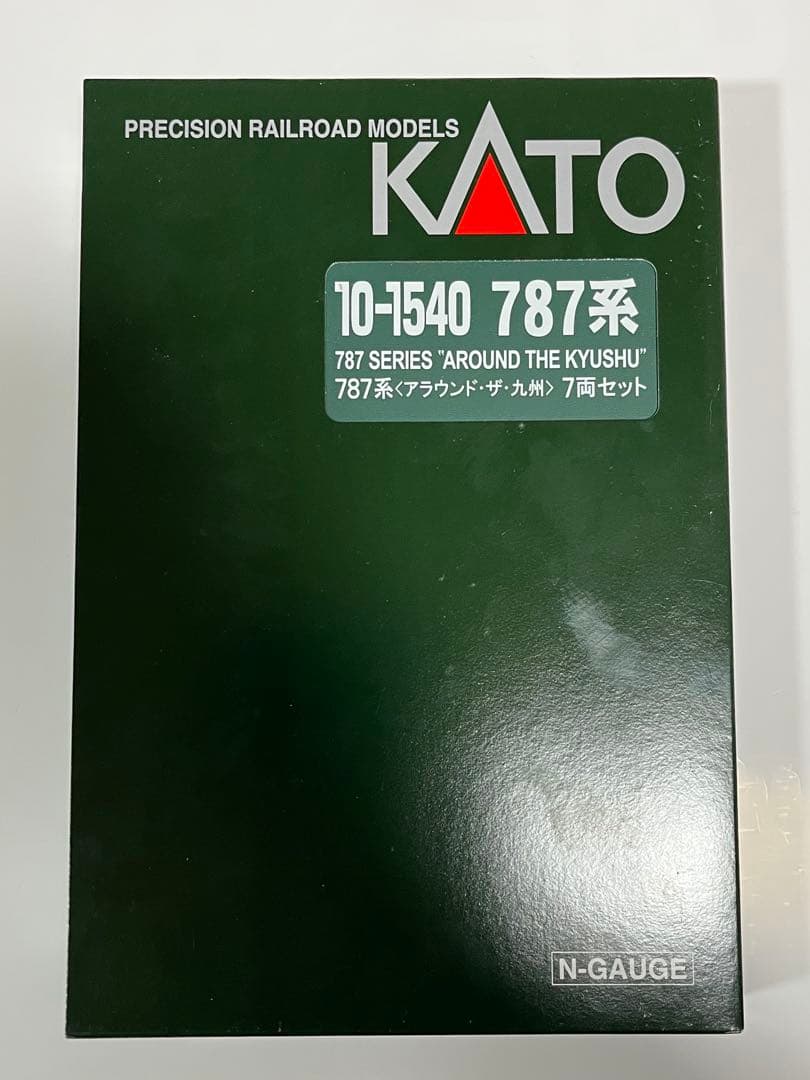 PRECISION RAILROAD MODELS
KATO
10-1540 787系
787 SERIES "AROUND THE KYUSHU"
787系〈アラウンド・ザ・九州〉 7両セット
N-GAUGE